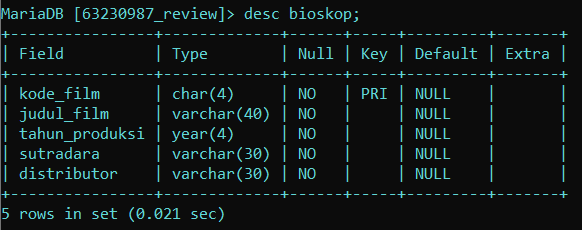 MariaDB [63230987_review]> desc bioskop;
+----------------+-------------+------+-----+---------+-------+
| Field          | Type        | Null | Key | Default | Extra |
+----------------+-------------+------+-----+---------+-------+
| kode_film      | char(4)     | NO   | PRI | NULL    |       |
| judul_film     | varchar(40) | NO   |     | NULL    |       |
| tahun_produksi | year(4)     | NO   |     | NULL    |       |
| sutradara      | varchar(30) | NO   |     | NULL    |       |
| distributor    | varchar(30) | NO   |     | NULL    |       |
+----------------+-------------+------+-----+---------+-------+
5 rows in set (0.021 sec)